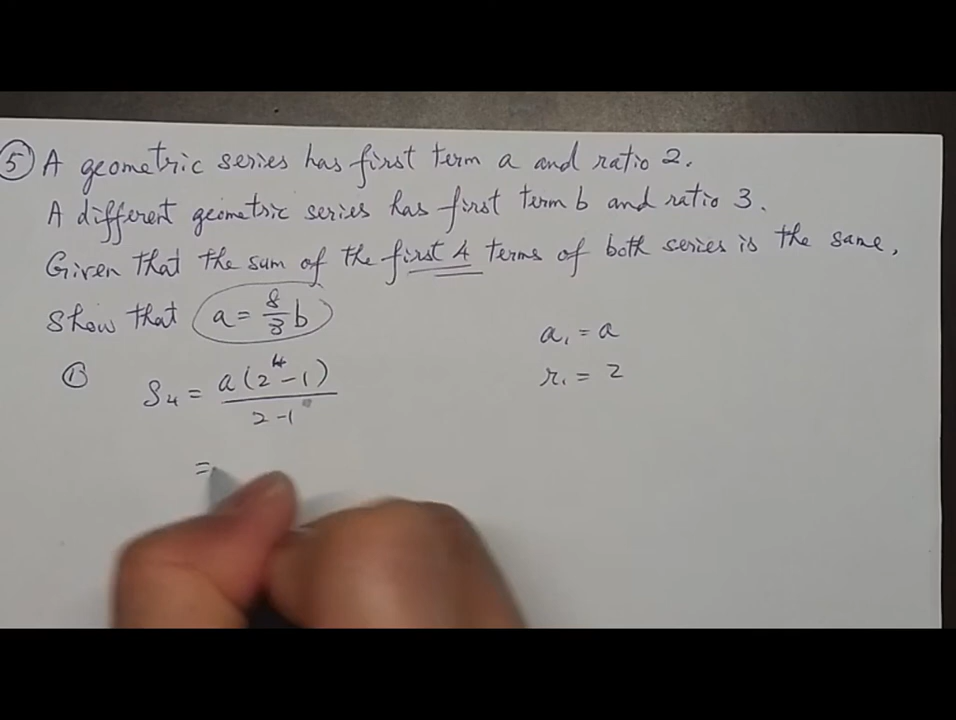 ⑤ A geometric series has first term a and ratio 2.
A different geometric series has first term b and ratio 3.
Given that the sum of the first 4 terms of both series is the same,
show that a = 8/3 b
a₁ = a
① S₄ = a(2⁴-1)/2-1
r₁ = 2
=